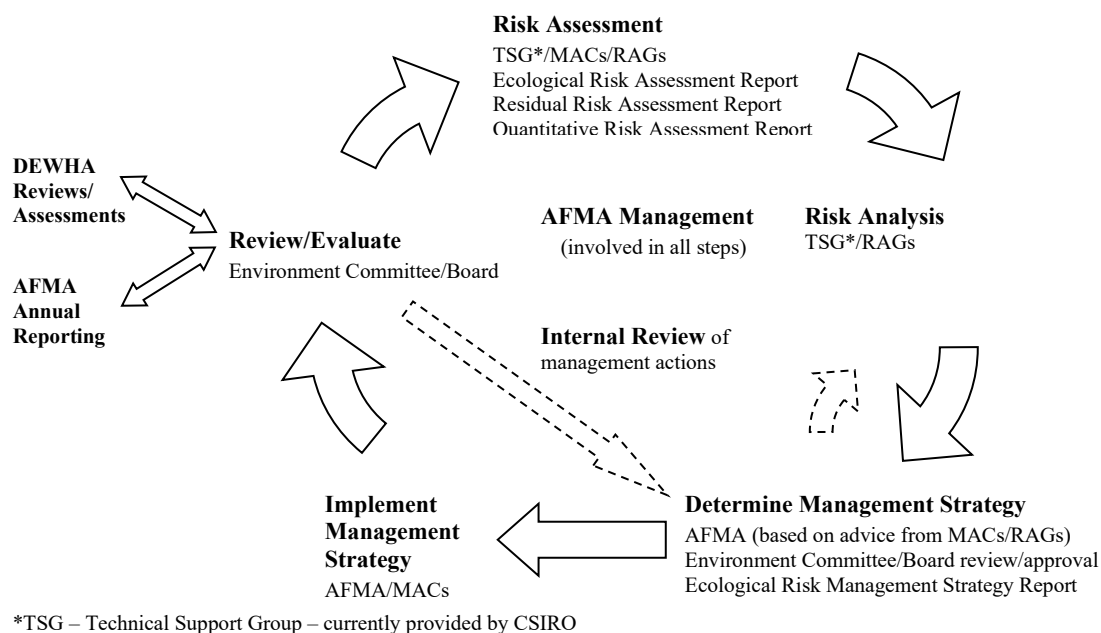 Risk Assessment
TSG*/MACs/RAGs
Ecological Risk Assessment Report
Residual Risk Assessment Report
Quantitative Risk Assessment Report
DEWHA
Reviews/
Assessments
AFMA
Annual
Reporting
Review/Evaluate
Environment Committee/Board
AFMA Management
(involved in all steps)
Risk Analysis
TSG*/RAGs
Internal Review of
management actions
Implement
Management
Strategy
AFMA/MACs
Determine Management Strategy
AFMA (based on advice from MACs/RAGs)
Environment Committee/Board review/approval
Ecological Risk Management Strategy Report
*TSG – Technical Support Group – currently provided by CSIRO